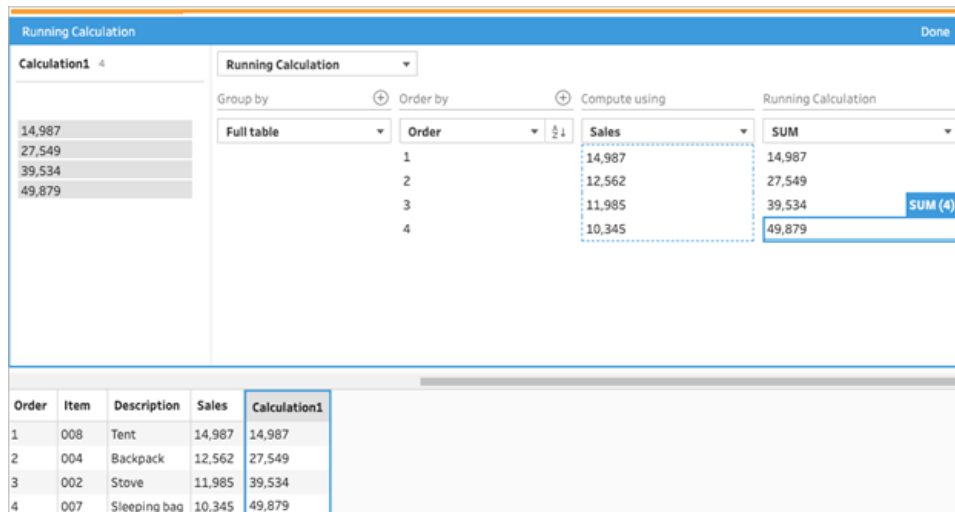 Running Calculation Done
Calculation1 4 Running Calculation
Group by Order by Compute using Running Calculation
Full table Order Sales SUM
14,987 1 14,987 14,987
27,549 2 12,562 27,549
39,534 3 11,985 39,534 SUM (4)
49,879 4 10,345 49,879
Order Item Description Sales Calculation1
1 008 Tent 14,987 14,987
2 004 Backpack 12,562 27,549
3 002 Stove 11,985 39,534
4 007 Sleeping bag 10,345 49,879